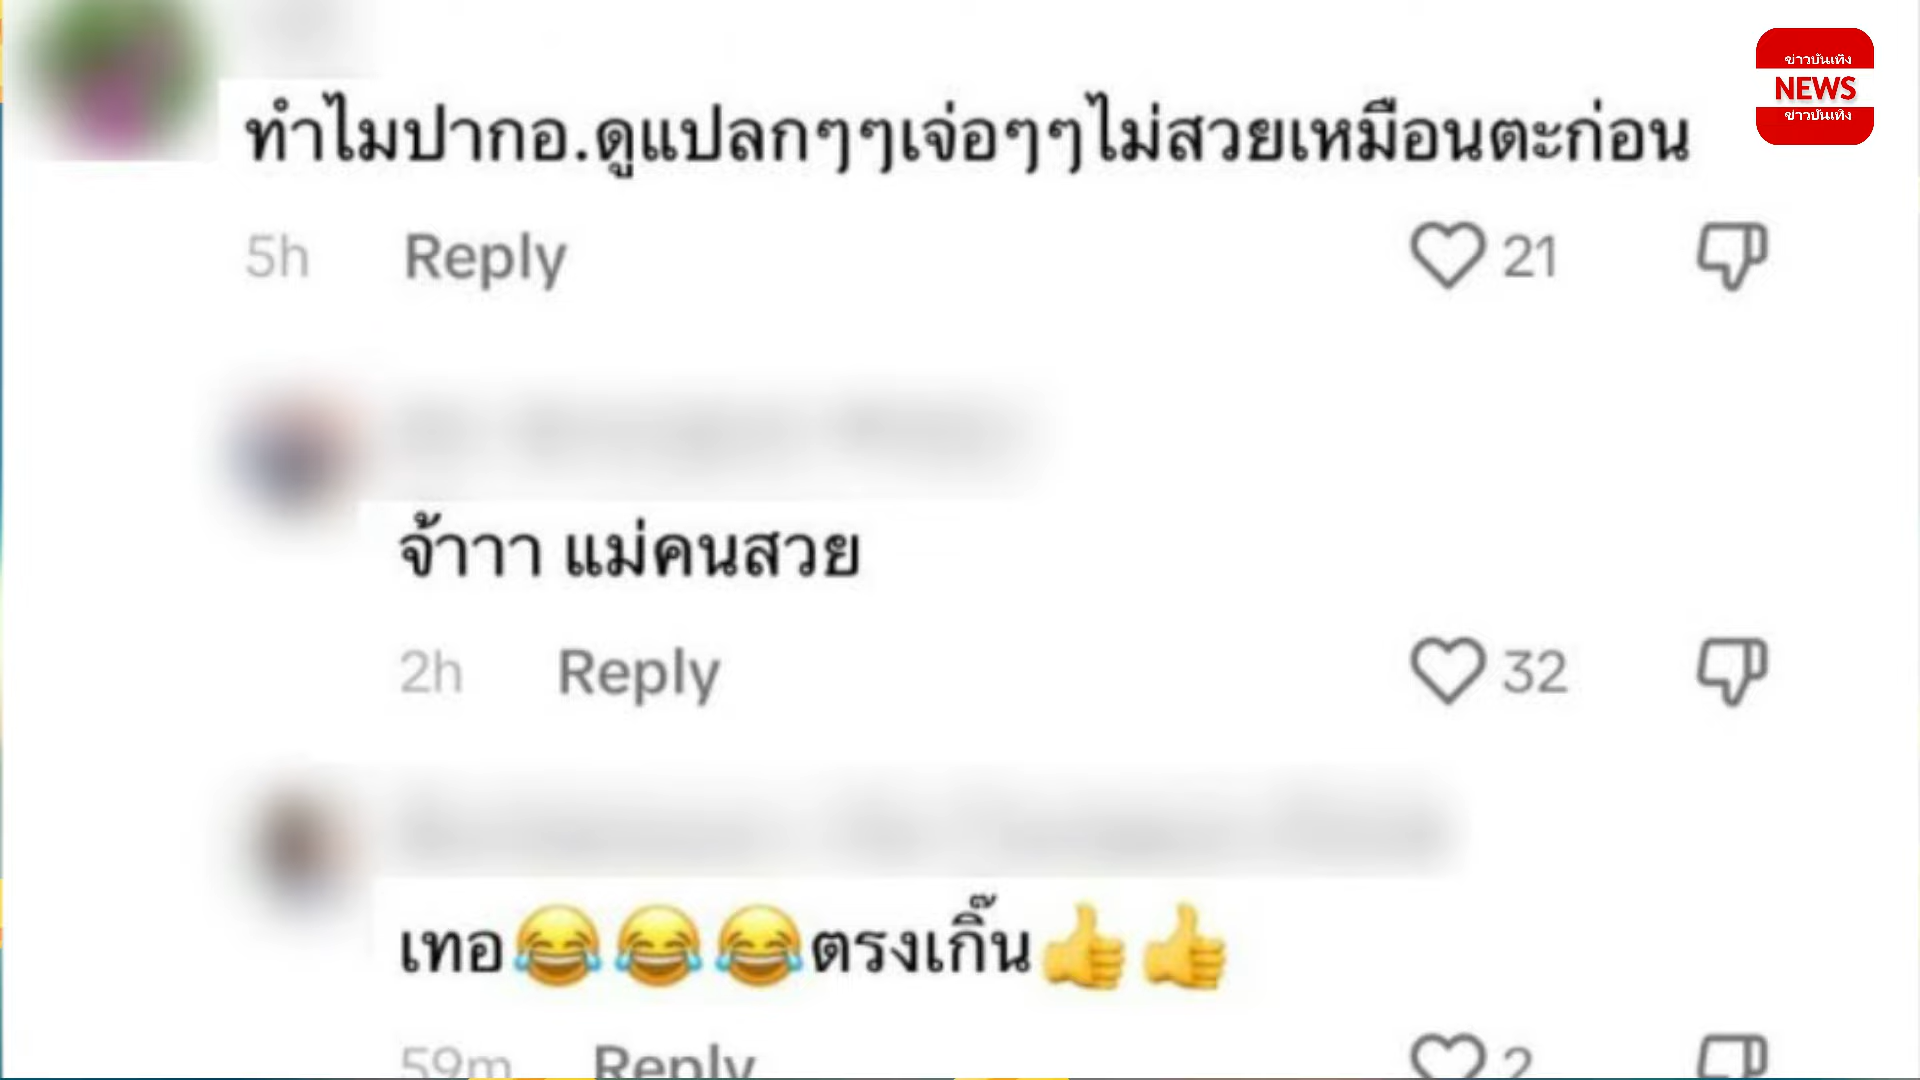 ข่าวบันเทิง
NEWS
ข่าวบันเทิง
ทำไมปากอ.ดูแปลกๆๆเจ่อๆๆไม่สวยเหมือนตะก่อน
5h Reply 21
จ้าาา แม่คนสวย
2h Reply 32
เทอ😂😂😂ตรงเกิ๊น👍👍
59m Reply 2